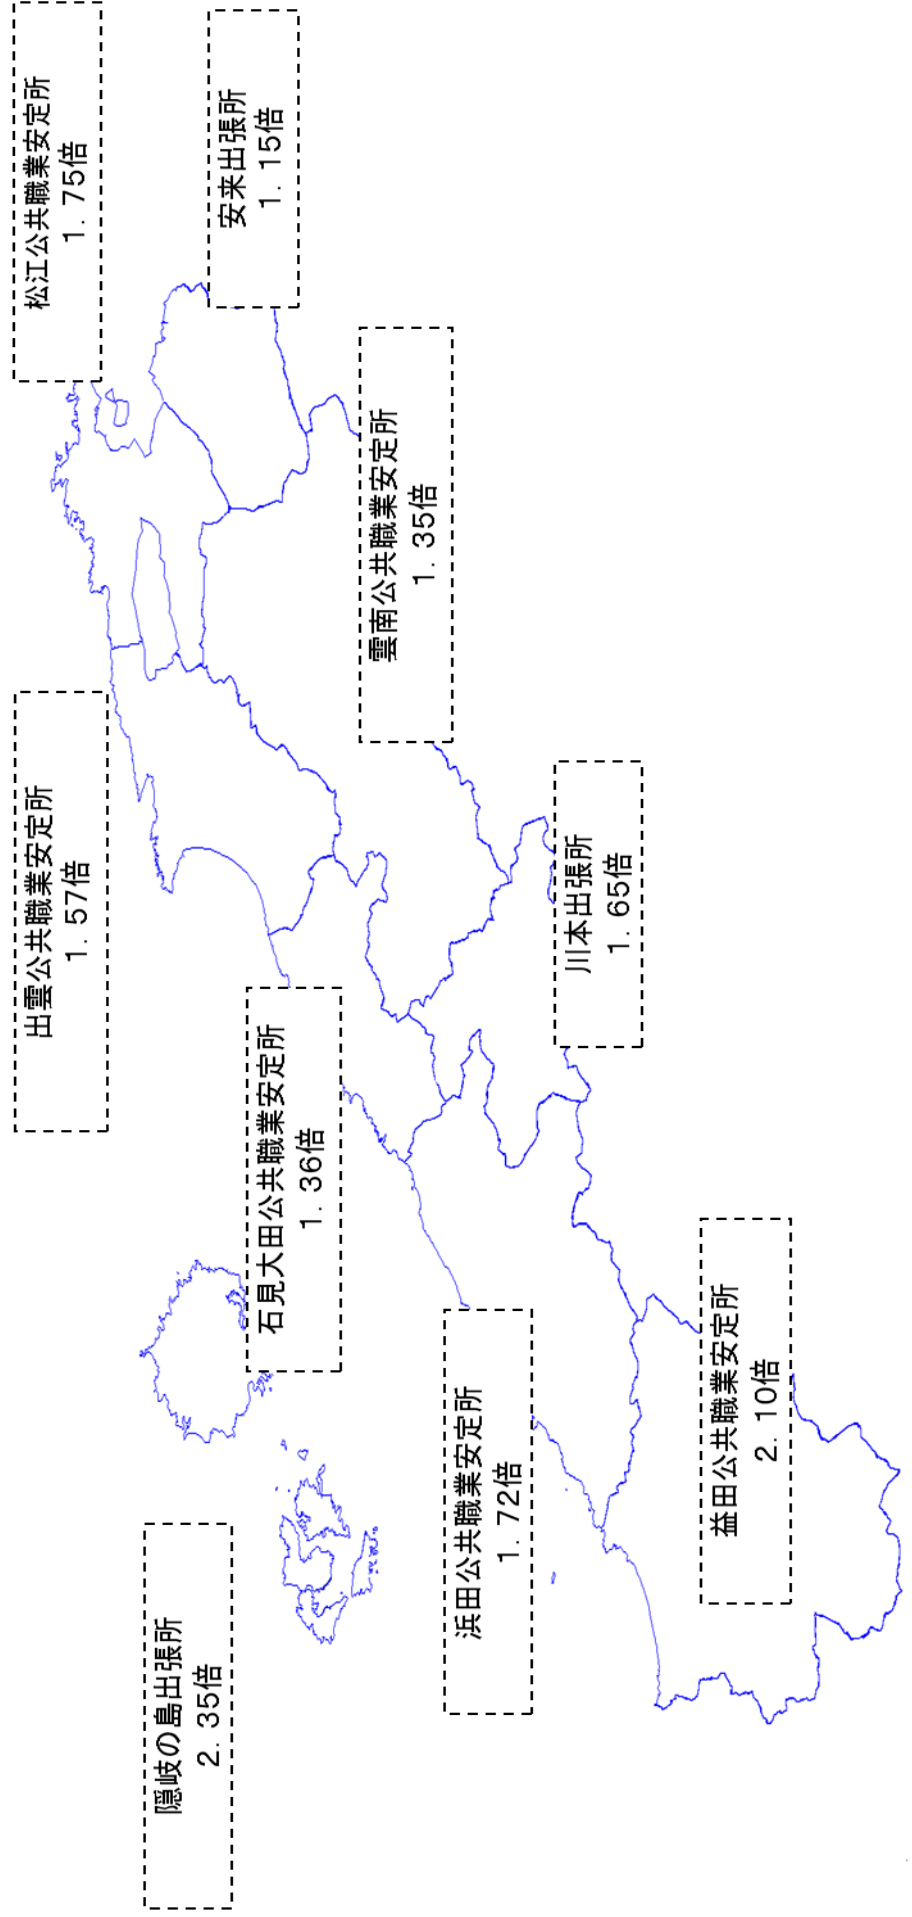 隠岐の島出張所
2. 35倍
出雲公共職業安定所
1. 57倍
松江公共職業安定所
1. 75倍
安来出張所
1. 15倍
石見大田公共職業安定所
1. 36倍
雲南公共職業安定所
1. 35倍
浜田公共職業安定所
1. 72倍
川本出張所
1. 65倍
益田公共職業安定所
2. 10倍